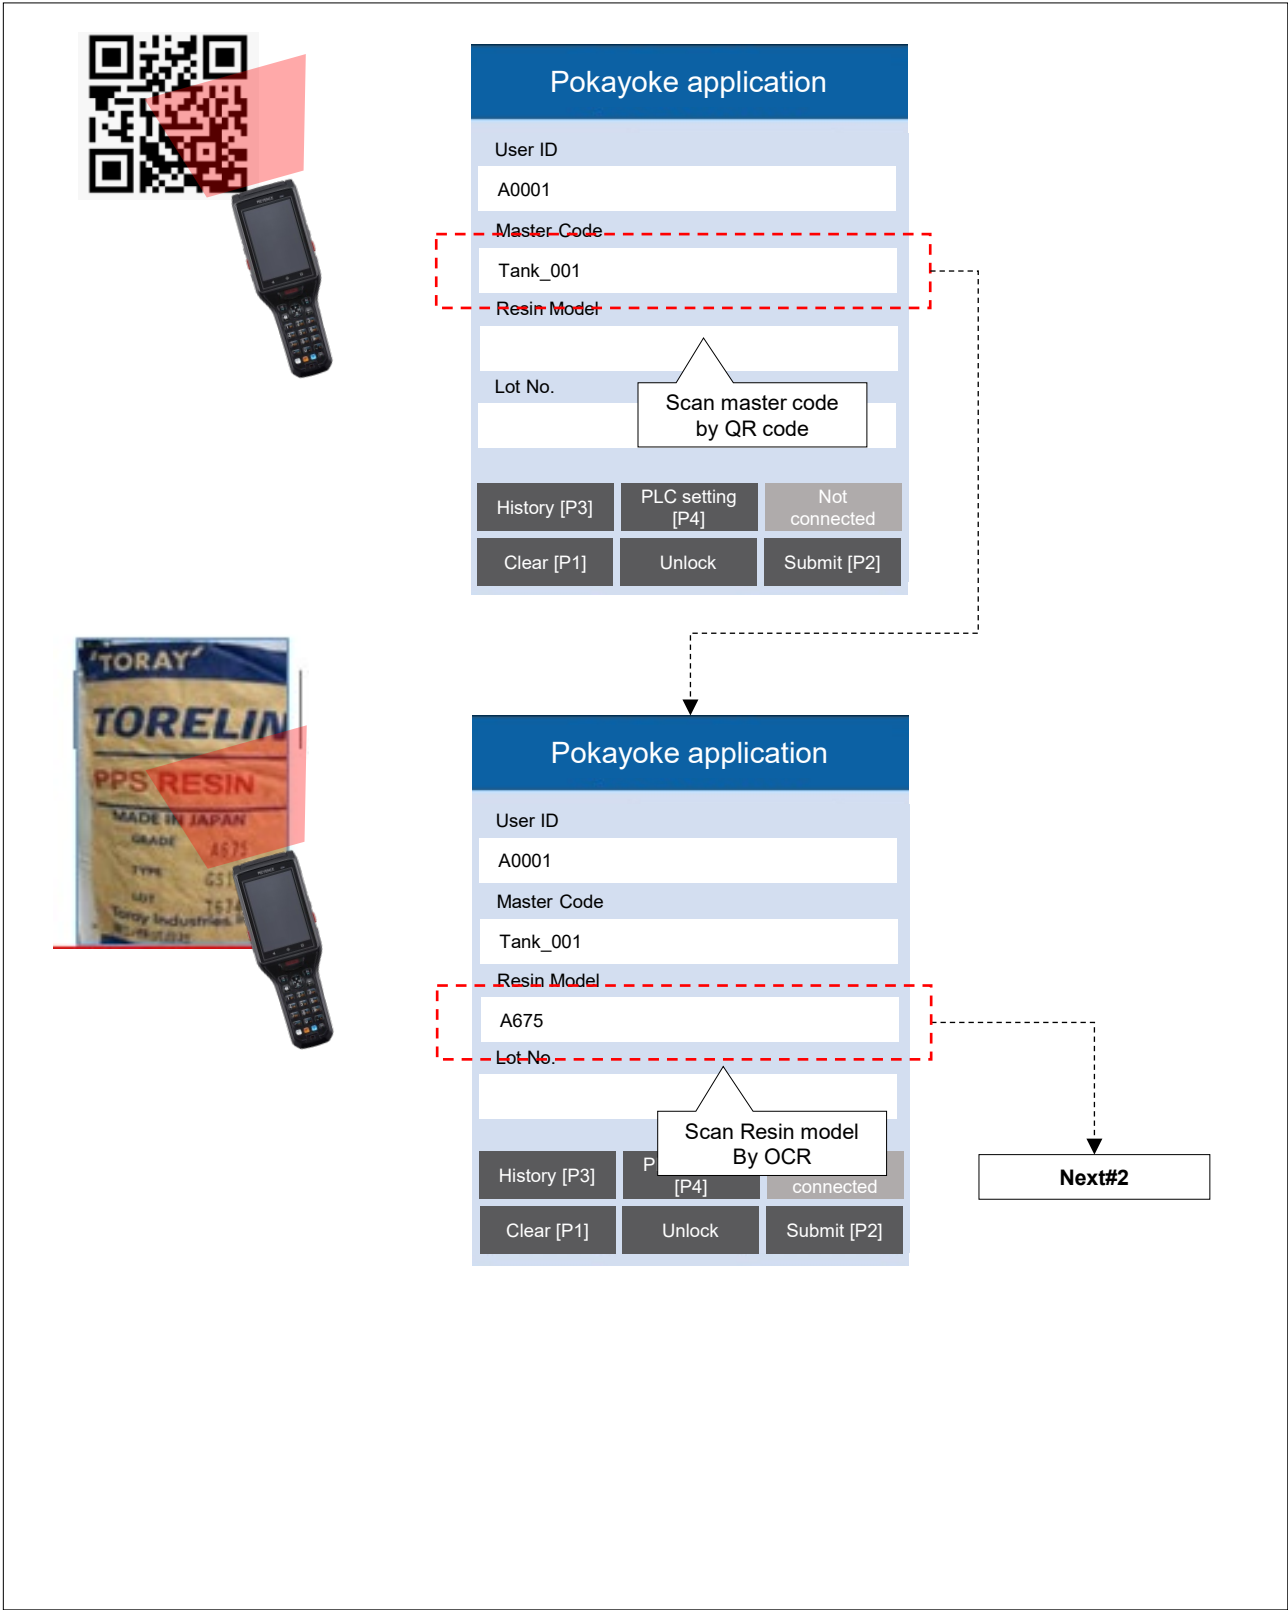 Pokayoke application
User ID
A0001
Master Code
Tank_001
Resin Model
Lot No.
Scan master code
by QR code
History [P3]
PLC setting
[P4]
Not
connected
Clear [P1]
Unlock
Submit [P2]
'TORAY'
TORELIN
PPS RESIN
MADE IN JAPAN
GRADE A675
TYPE
LOT
Toray Industries,
Pokayoke application
User ID
A0001
Master Code
Tank_001
Resin Model
A675
Lot No.
Scan Resin model
By OCR
History [P3]
P
[P4]
connected
Clear [P1]
Unlock
Submit [P2]
Next#2